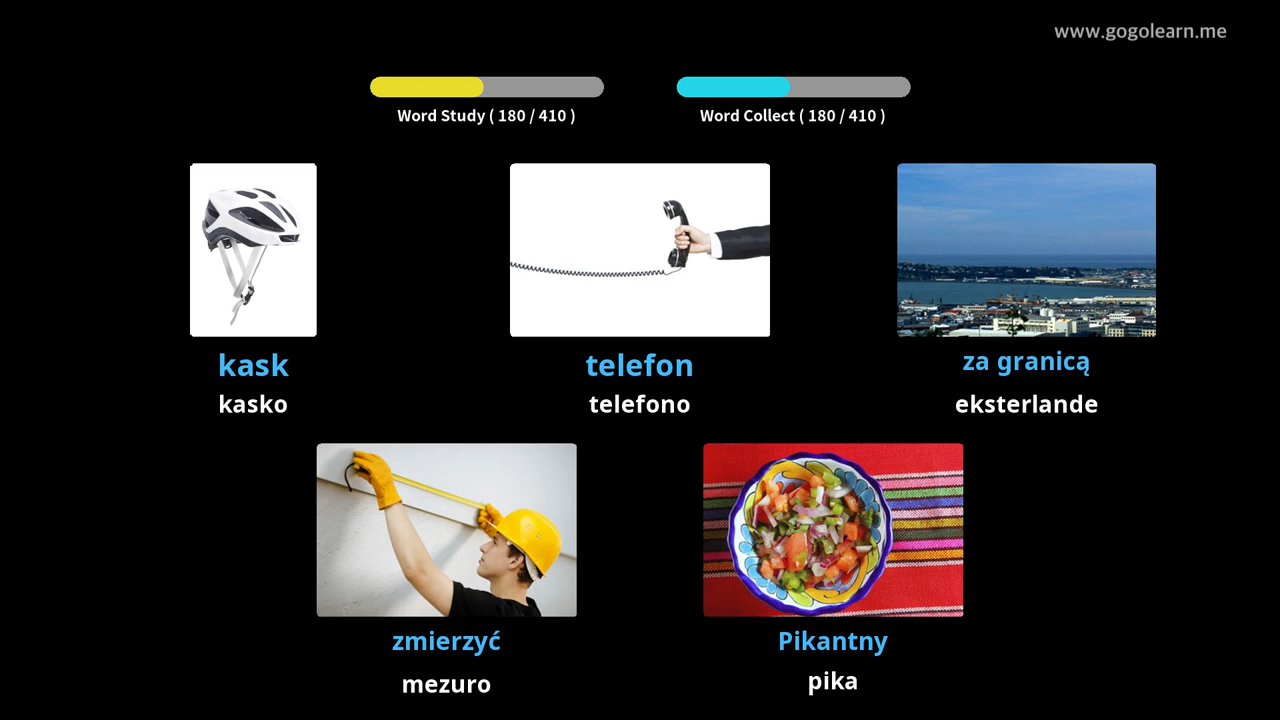 www.gogolearn.me
Word Study ( 180 / 410 )
Word Collect ( 180 / 410 )
kask
kasko
telefon
telefono
za granicą
eksterlande
zmierzyć
mezuro
Pikantny
pika